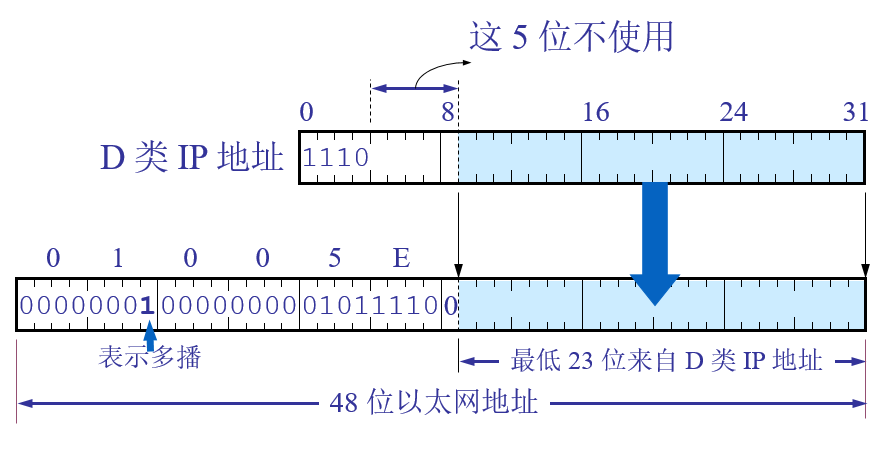 这 5 位不使用
0 8 16 24 31
D 类 IP 地址 1110
0 1 0 0 5 E
00000001 00000000 01011110 0
表示多播
最低 23 位来自 D 类 IP 地址
48 位以太网地址